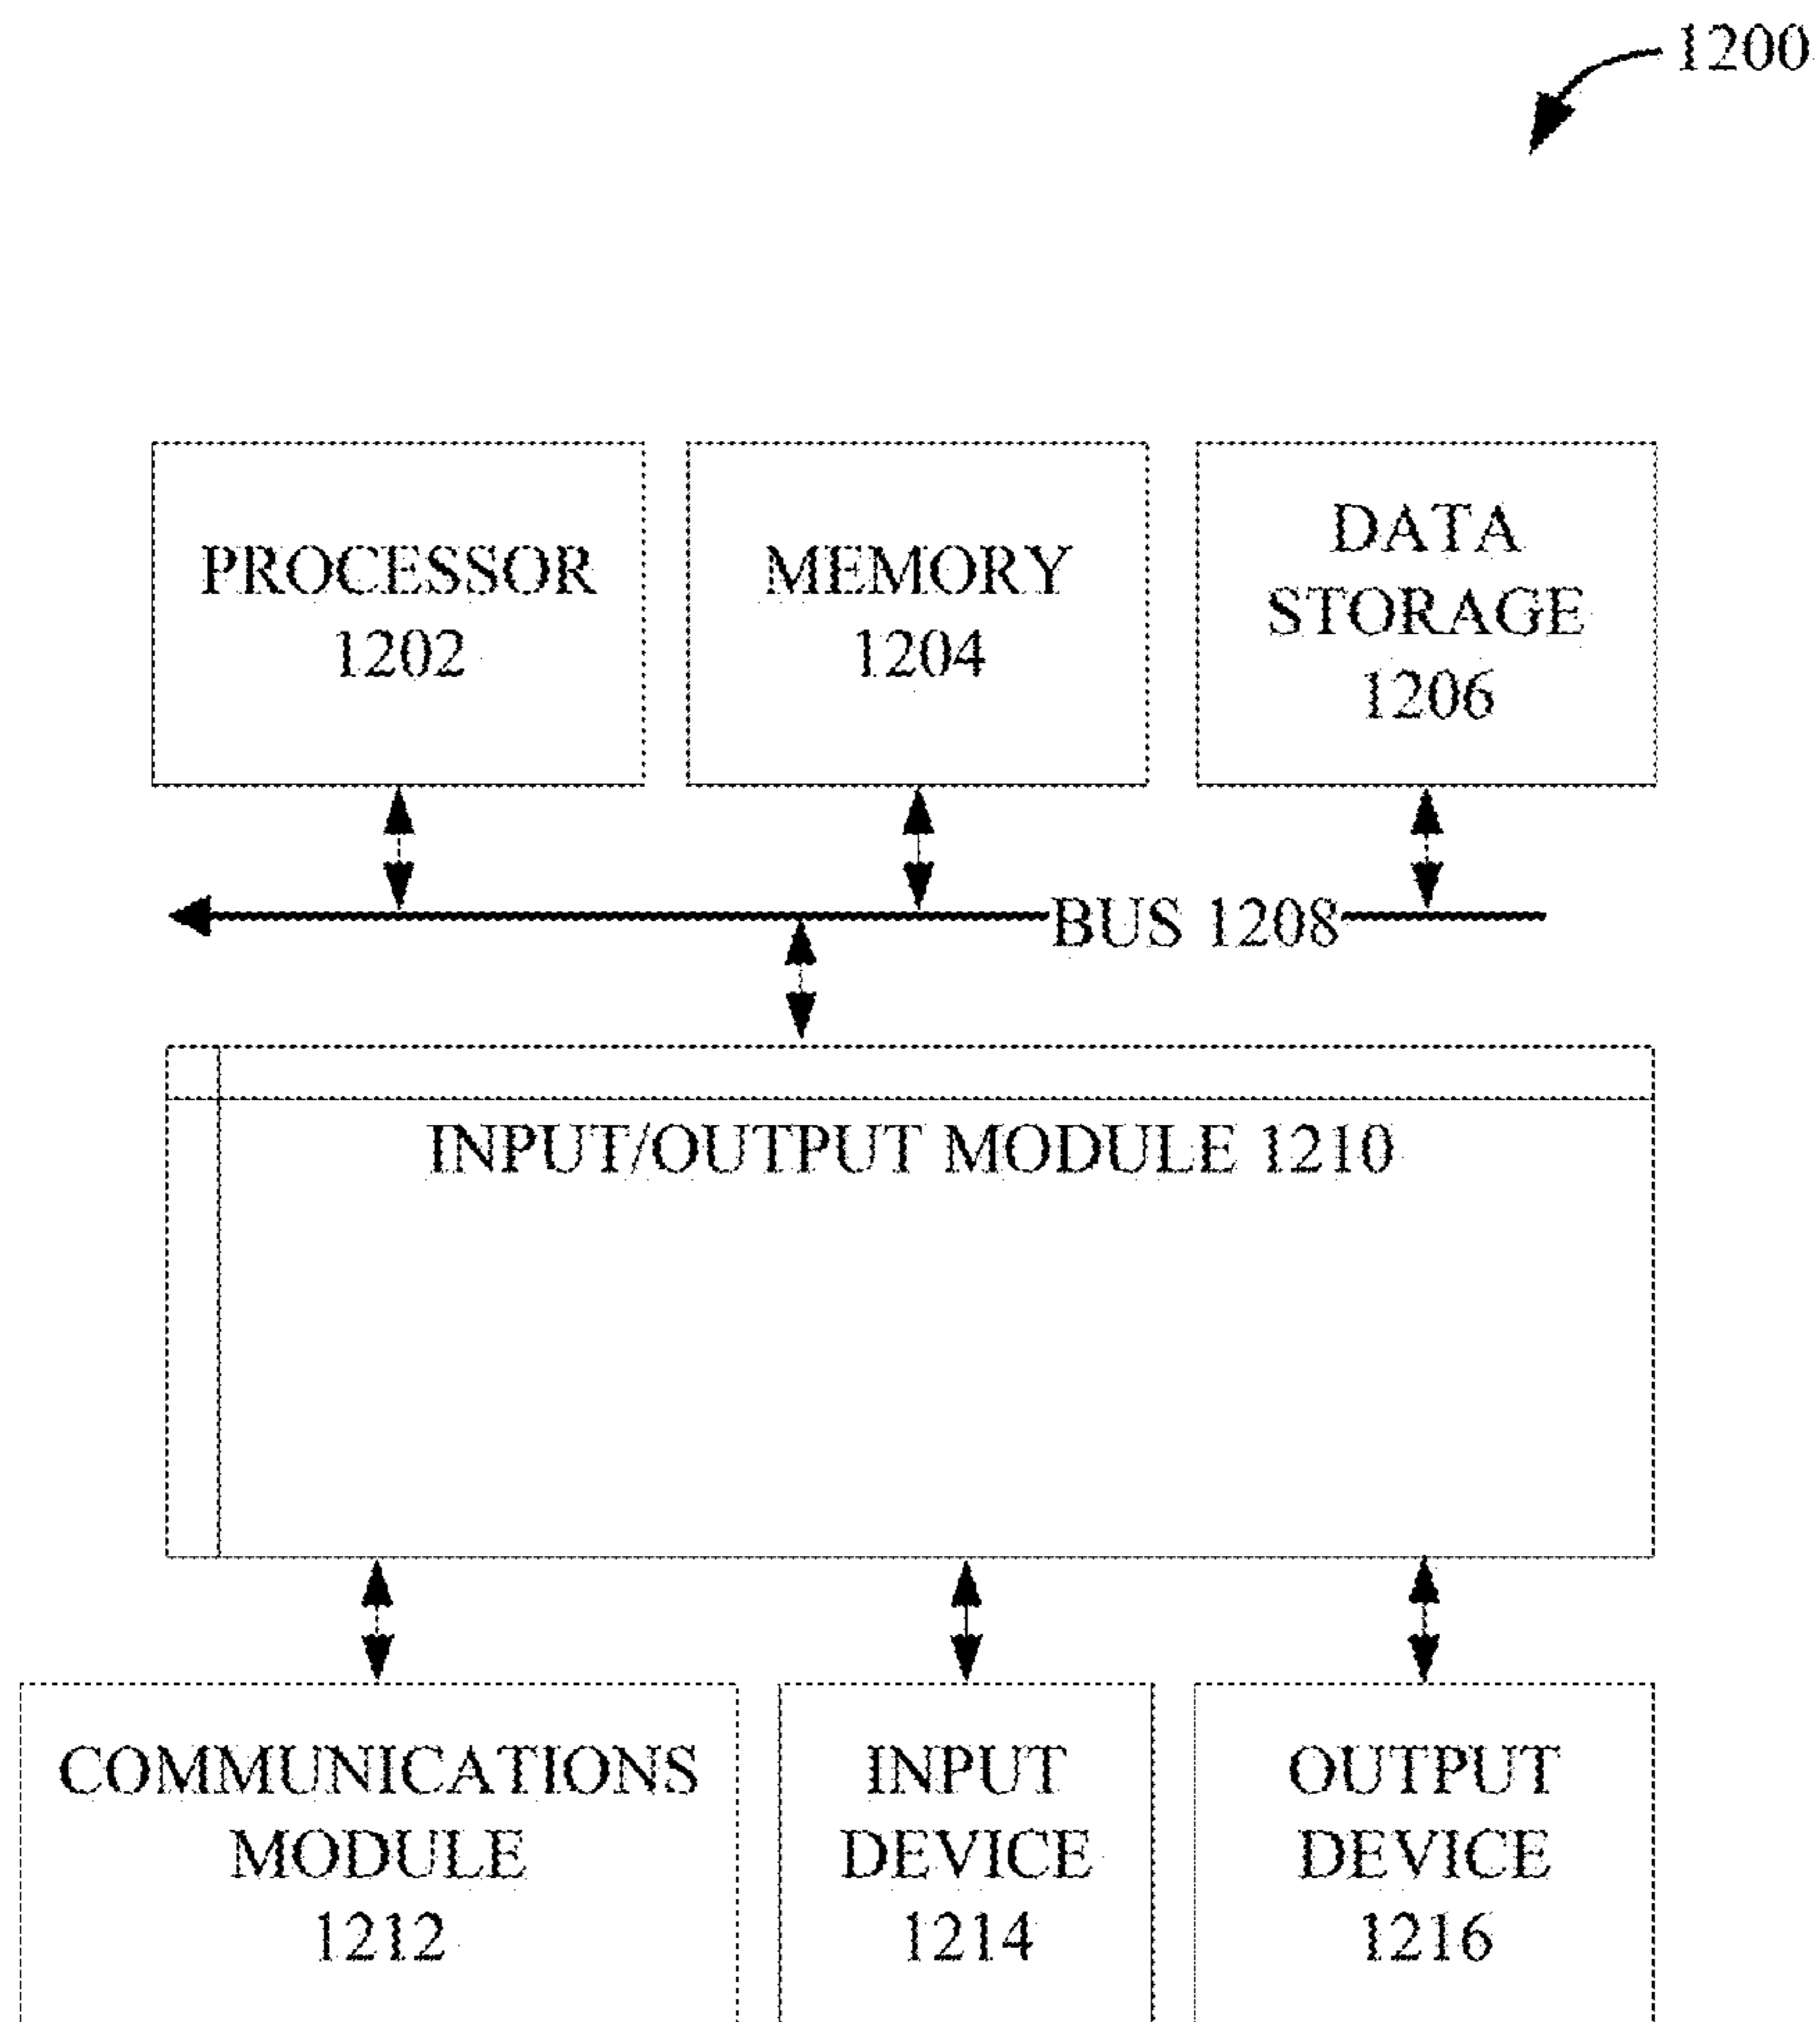 1200
PROCESSOR
1202
MEMORY
1204
DATA
STORAGE
1206
BUS 1208
INPUT/OUTPUT MODULE 1210
COMMUNICATIONS
MODULE
1212
INPUT
DEVICE
1214
OUTPUT
DEVICE
1216